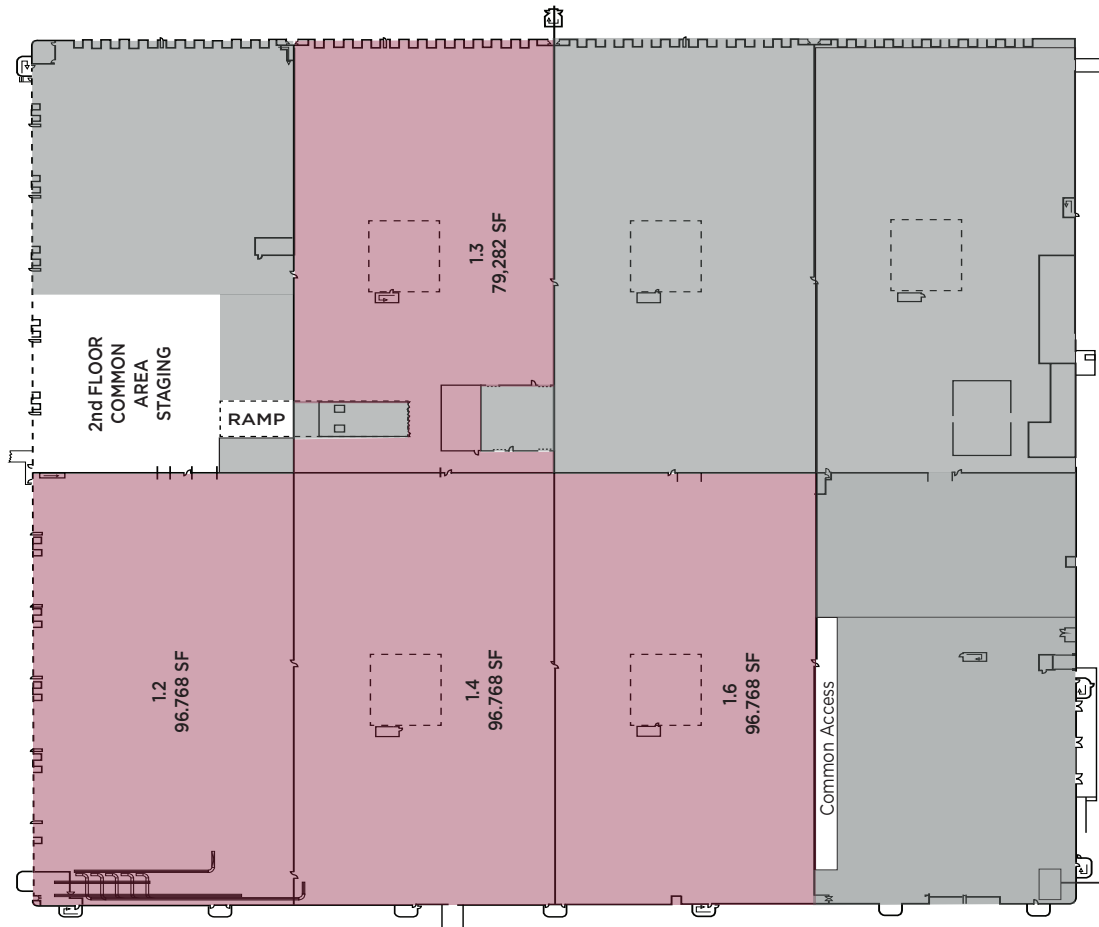 1.3
79,282 SF
2nd FLOOR
COMMON
AREA
STAGING
RAMP
1.2
96.768 SF
1.4
96.768 SF
1.6
96.768 SF
Common Access